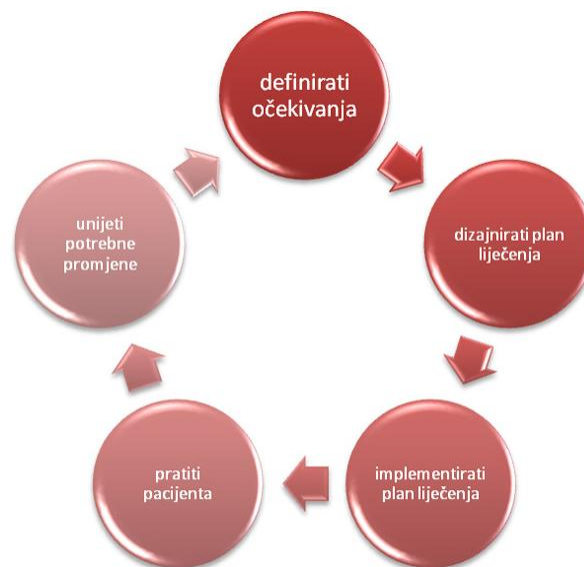 definirati
očekivanja
dizajnirati plan
liječenja
implementirati
plan liječenja
pratiti
pacijenta
unijeti
potrebne
promjene